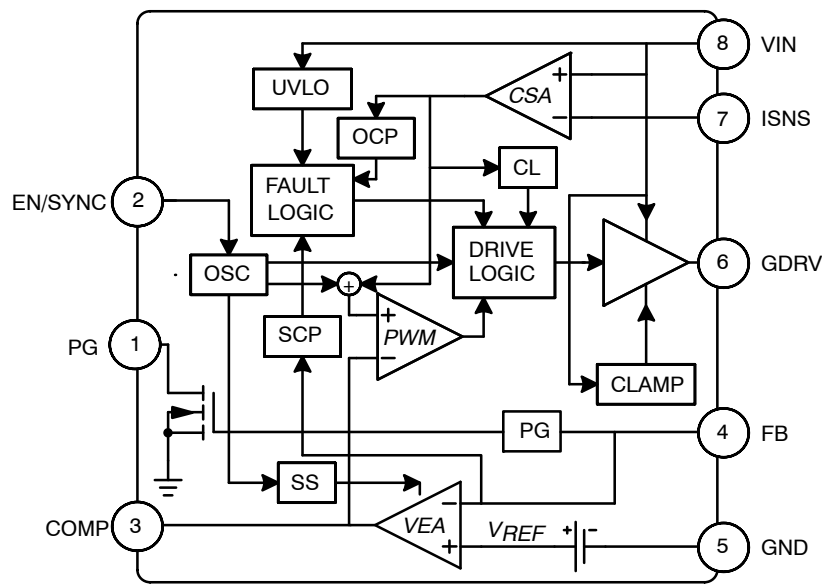 8 VIN
UVLO
+
CSA
−
OCP
7 ISNS
CL
FAULT
LOGIC
EN/SYNC 2
DRIVE
LOGIC
OSC
6 GDRV
+
+
PWM
−
SCP
PG 1
CLAMP
PG
4 FB
SS
−
VEA
+
COMP 3
VREF
+ −
5 GND